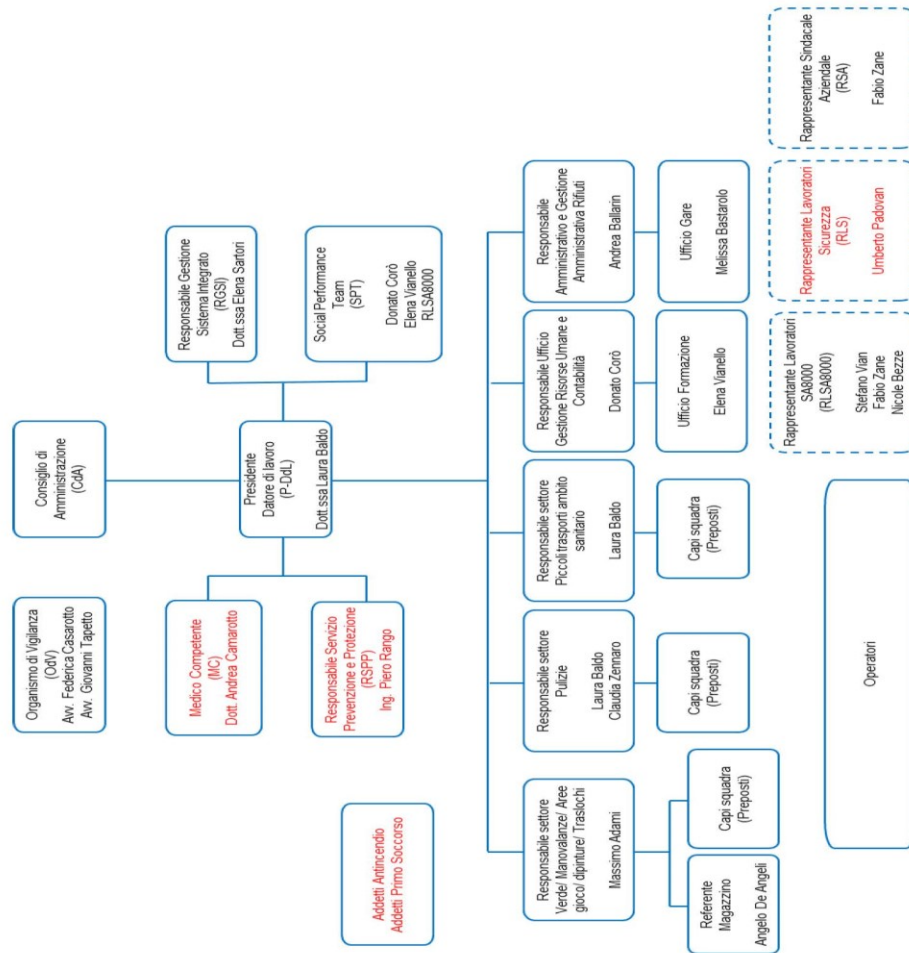 Organismo di Vigilanza
(OdV)
Avv. Federica Casarotto
Avv. Giovanni Tapetto
Consiglio di
Amministrazione
(CdA)
Medico Competente
(MC)
Dott. Andrea Camarotto
Responsabile Gestione
Sistema Integrato
(RGSI)
Dott.ssa Elena Sartori
Presidente
Datore di lavoro
(P-DdL)
Dott.ssa Laura Baldo
Responsabile Servizio
Prevenzione e Protezione
(RSPP)
Ing. Piero Rango
Social Performance
Team
(SPT)
Donato Corò
Elena Vianello
RLSA8000
Addetti Antincendio
Addetti Primo Soccorso
Responsabile settore
Verde/ Manovalanze/ Aree
gioco/ dipinture/ Traslochi
Massimo Adami
Responsabile settore
Pulizie
Laura Baldo
Claudia Zennaro
Responsabile settore
Piccoli trasporti ambito
sanitario
Laura Baldo
Responsabile Ufficio
Gestione Risorse Umane e
Contabilità
Donato Corò
Responsabile
Amministrativo e Gestione
Amministrativa Rifiuti
Andrea Ballarin
Referente
Magazzino
Angelo De Angeli
Capi squadra
(Preposti)
Capi squadra
(Preposti)
Capi squadra
(Preposti)
Ufficio Formazione
Elena Vianello
Ufficio Gare
Melissa Bastarolo
Operatori
Rappresentante Lavoratori
SA8000
(RLSA8000)
Stefano Vian
Fabio Zane
Nicole Bezze
Rappresentante Lavoratori
Sicurezza
(RLS)
Umberto Padovan
Rappresentante Sindacale
Aziendale
(RSA)
Fabio Zane